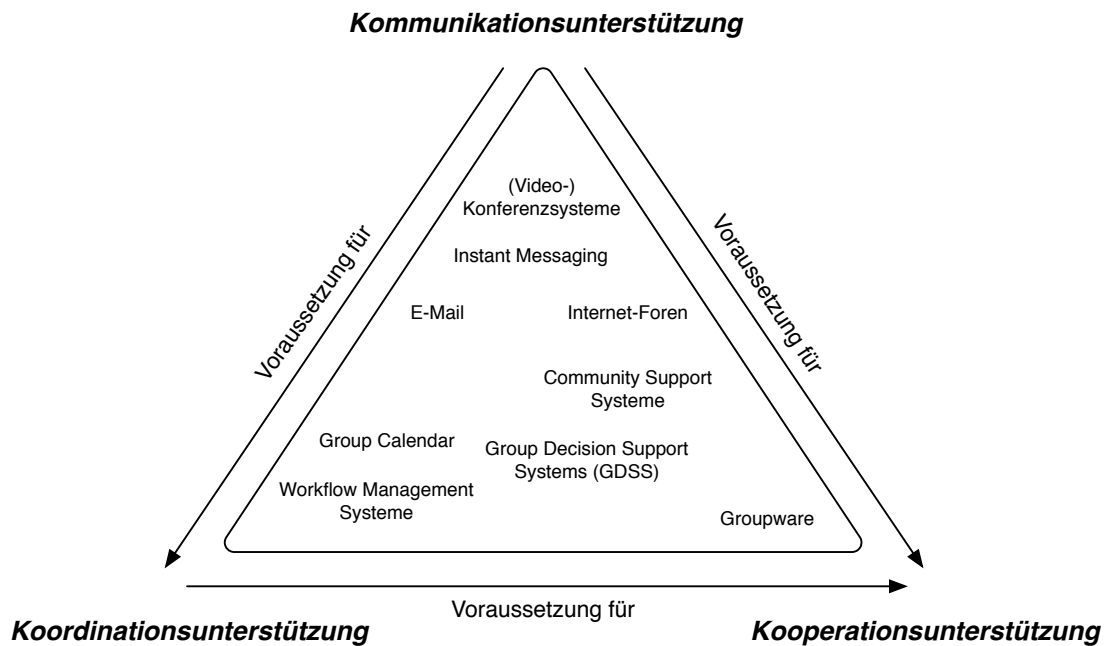 Kommunikationsunterstützung
(Video-)
Konferenzsysteme
Instant Messaging
E-Mail
Internet-Foren
Voraussetzung für
Voraussetzung für
Community Support
Systeme
Group Calendar
Group Decision Support
Systems (GDSS)
Workflow Management
Systeme
Groupware
Voraussetzung für
Koordinationsunterstützung
Kooperationsunterstützung